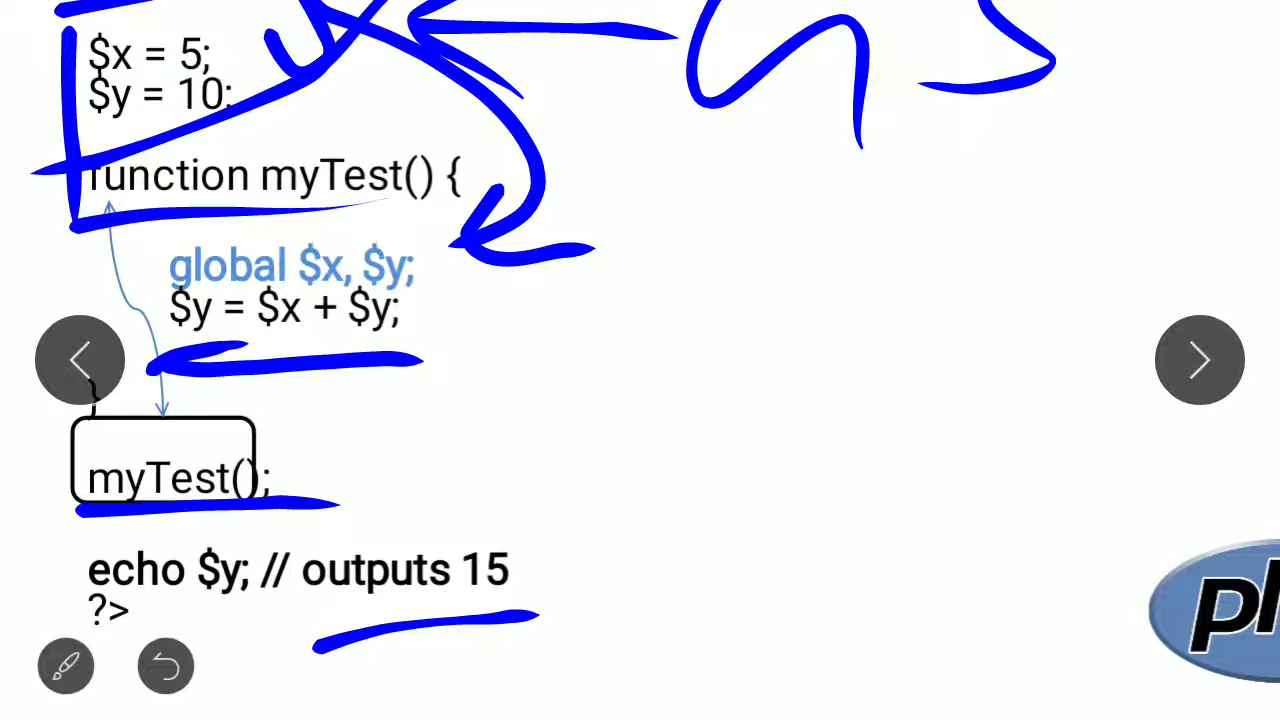 $x = 5;
$y = 10;
function myTest() {
global $x, $y;
$y = $x + $y;
}
myTest();
echo $y; // outputs 15
?>